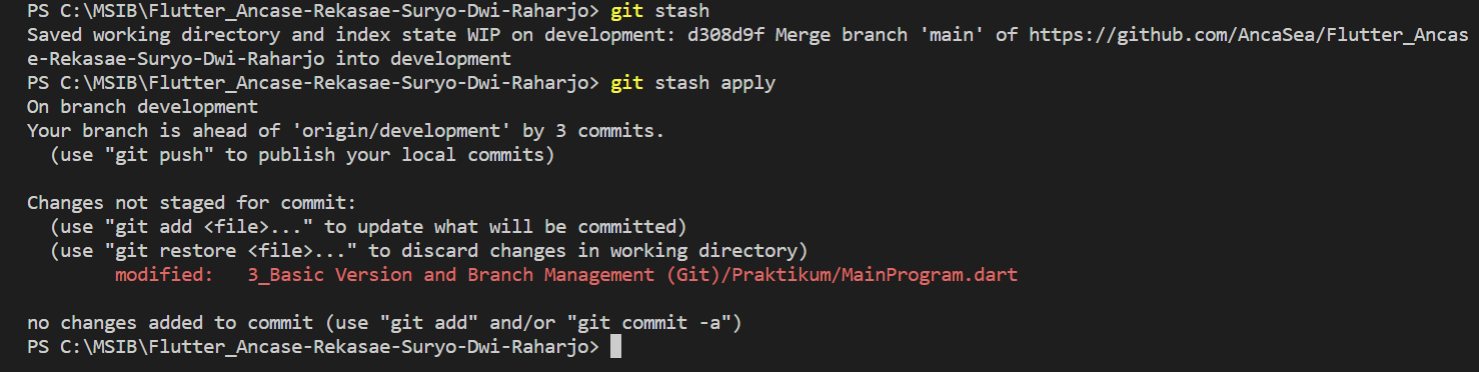 PS C:\MSIB\Flutter_Ancase-Rekasae-Suryo-Dwi-Raharjo> git stash
Saved working directory and index state WIP on development: d308d9f Merge branch 'main' of https://github.com/AncaSea/Flutter_Ancas
e-Rekasae-Suryo-Dwi-Raharjo into development
PS C:\MSIB\Flutter_Ancase-Rekasae-Suryo-Dwi-Raharjo> git stash apply
On branch development
Your branch is ahead of 'origin/development' by 3 commits.
  (use "git push" to publish your local commits)

Changes not staged for commit:
  (use "git add <file>..." to update what will be committed)
  (use "git restore <file>..." to discard changes in working directory)
        modified:   3_Basic Version and Branch Management (Git)/Praktikum/MainProgram.dart

no changes added to commit (use "git add" and/or "git commit -a")
PS C:\MSIB\Flutter_Ancase-Rekasae-Suryo-Dwi-Raharjo>